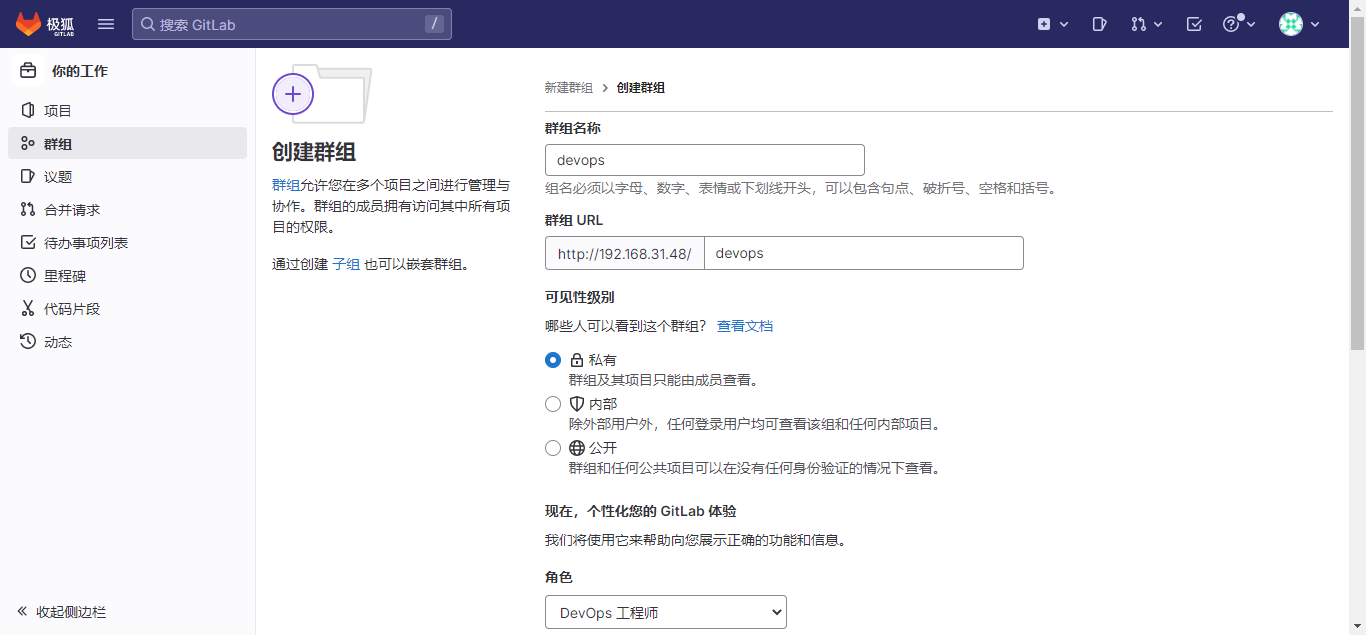 极狐
GITLAB
搜索 GitLab
/
你的工作
项目
群组
议题
合并请求
待办事项列表
里程碑
代码片段
动态
收起侧边栏
创建群组
群组允许您在多个项目之间进行管理与
协作。群组的成员拥有访问其中所有项
目的权限。
通过创建 子组 也可以嵌套群组。
新建群组 > 创建群组
群组名称
devops
组名必须以字母、数字、表情或下划线开头，可以包含句点、破折号、空格和括号。
群组 URL
http://192.168.31.48/ devops
可见性级别
哪些人可以看到这个群组？ 查看文档
私有
群组及其项目只能由成员查看。
内部
除外部用户外，任何登录用户均可查看该组和任何内部项目。
公开
群组和任何公共项目可以在没有任何身份验证的情况下查看。
现在，个性化您的 GitLab 体验
我们将使用它来帮助向您展示正确的功能和信息。
角色
DevOps 工程师